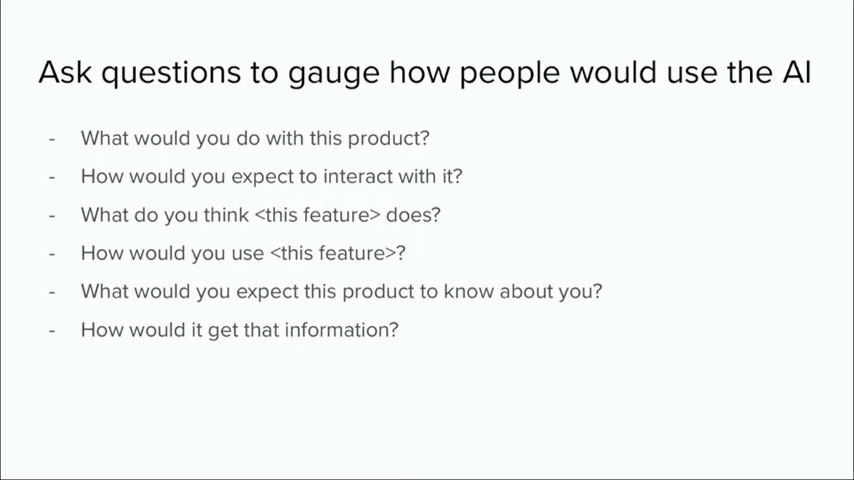 Ask questions to gauge how people would use the AI
- What would you do with this product?
- How would you expect to interact with it?
- What do you think <this feature> does?
- How would you use <this feature>?
- What would you expect this product to know about you?
- How would it get that information?